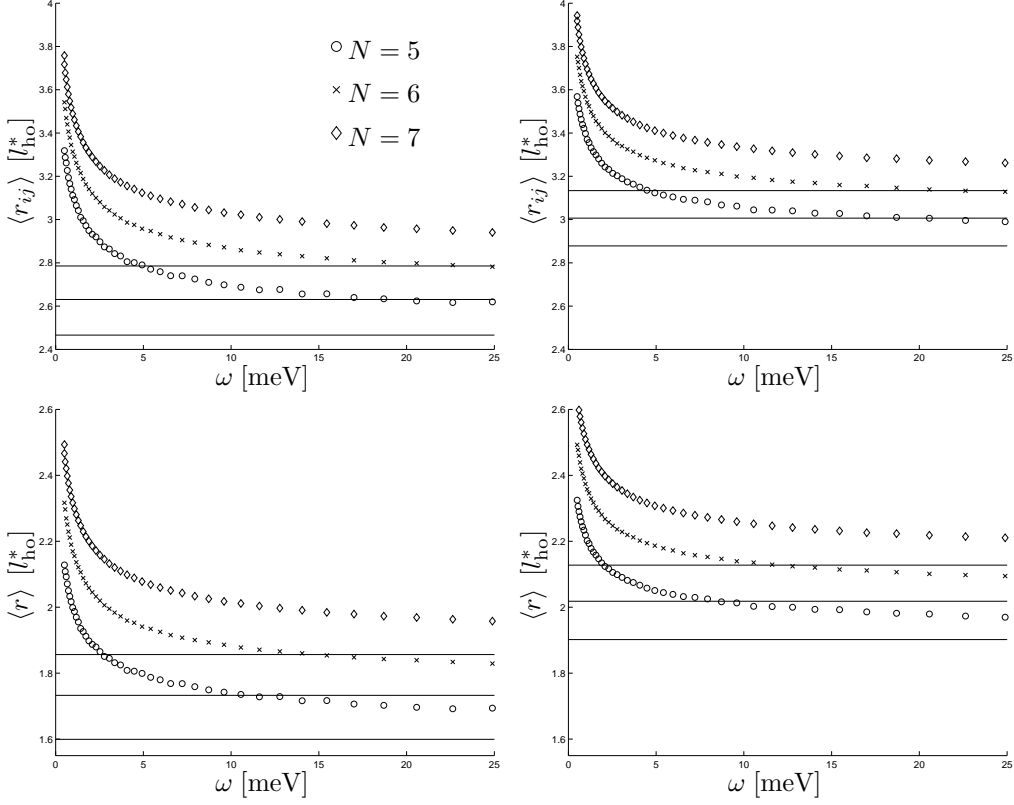 4
3.8
3.6
3.4
3.2
3
2.8
2.6
2.4
0 5 10 15 20 25
⟨r_ij⟩ [l*_ho]
ω [meV]
○ N = 5
× N = 6
◇ N = 7
4
3.8
3.6
3.4
3.2
3
2.8
2.6
2.4
0 5 10 15 20 25
⟨r_ij⟩ [l*_ho]
ω [meV]
2.6
2.4
2.2
2
1.8
1.6
0 5 10 15 20 25
⟨r⟩ [l*_ho]
ω [meV]
2.6
2.4
2.2
2
1.8
1.6
0 5 10 15 20 25
⟨r⟩ [l*_ho]
ω [meV]